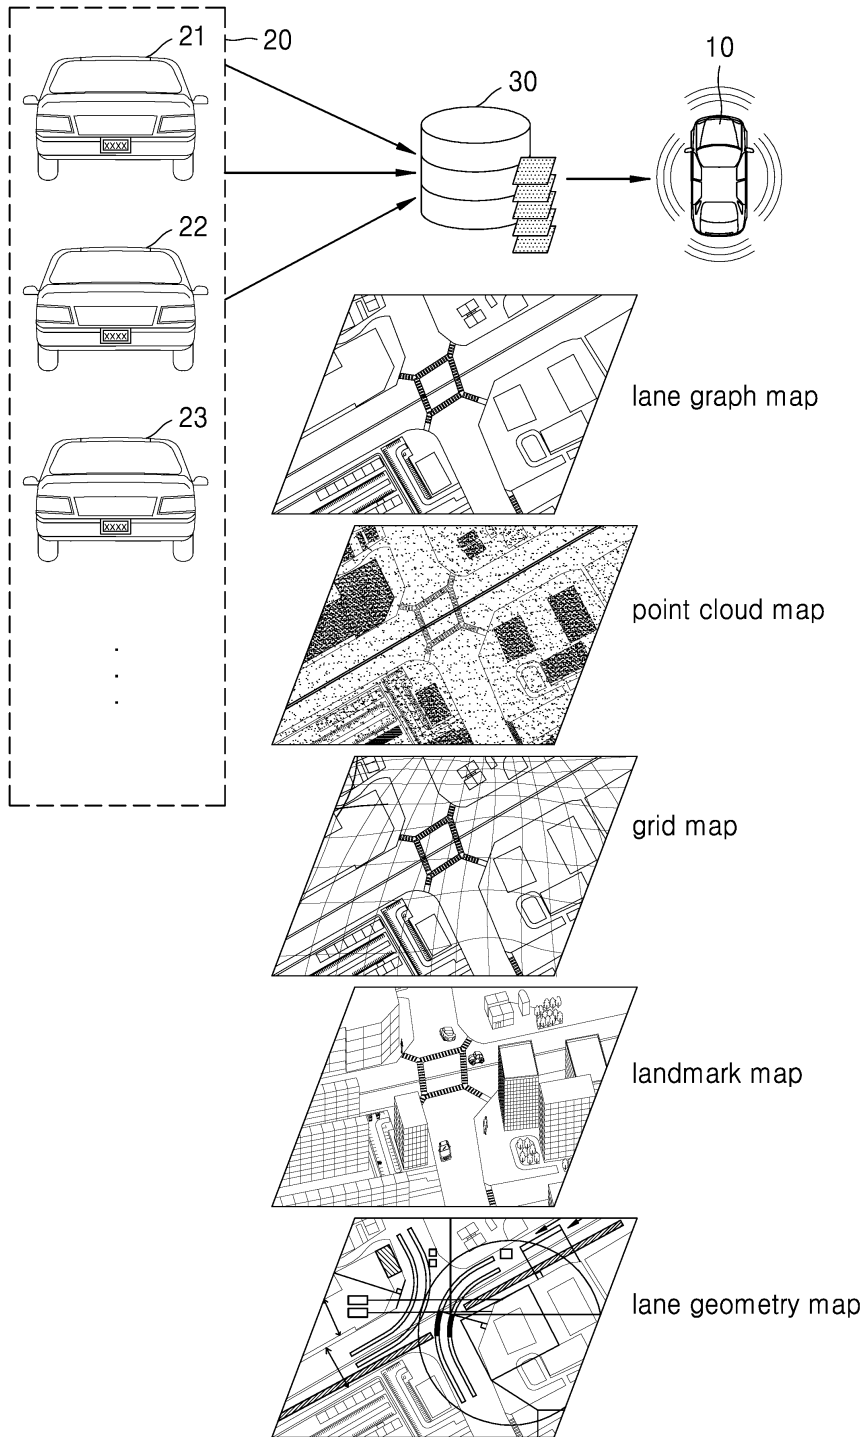 21
20
10
30
XXXX
22
XXXX
lane graph map
23
XXXX
point cloud map
grid map
landmark map
lane geometry map